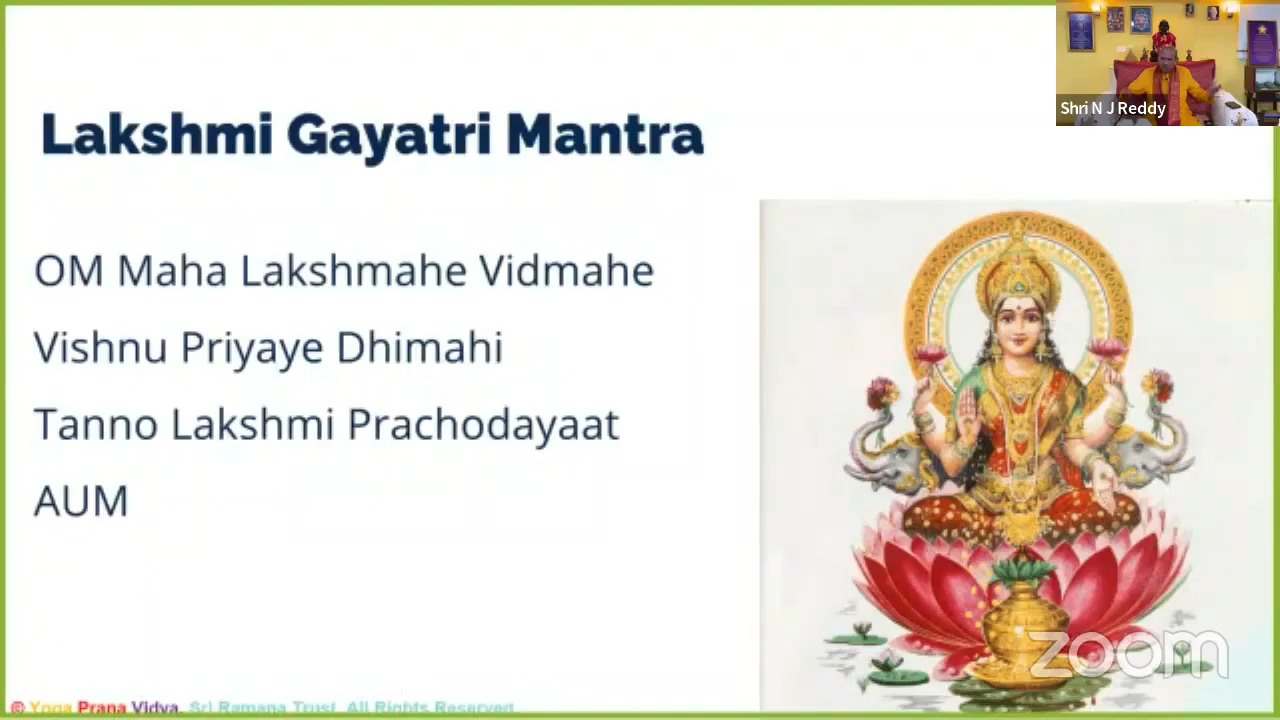 Shri N J Reddy
Lakshmi Gayatri Mantra
OM Maha Lakshmahe Vidmahe
Vishnu Priyaye Dhimahi
Tanno Lakshmi Prachodayaat
AUM
zoom
© Yoga Prana Vidya, Sri Ramana Trust. All Rights Reserved